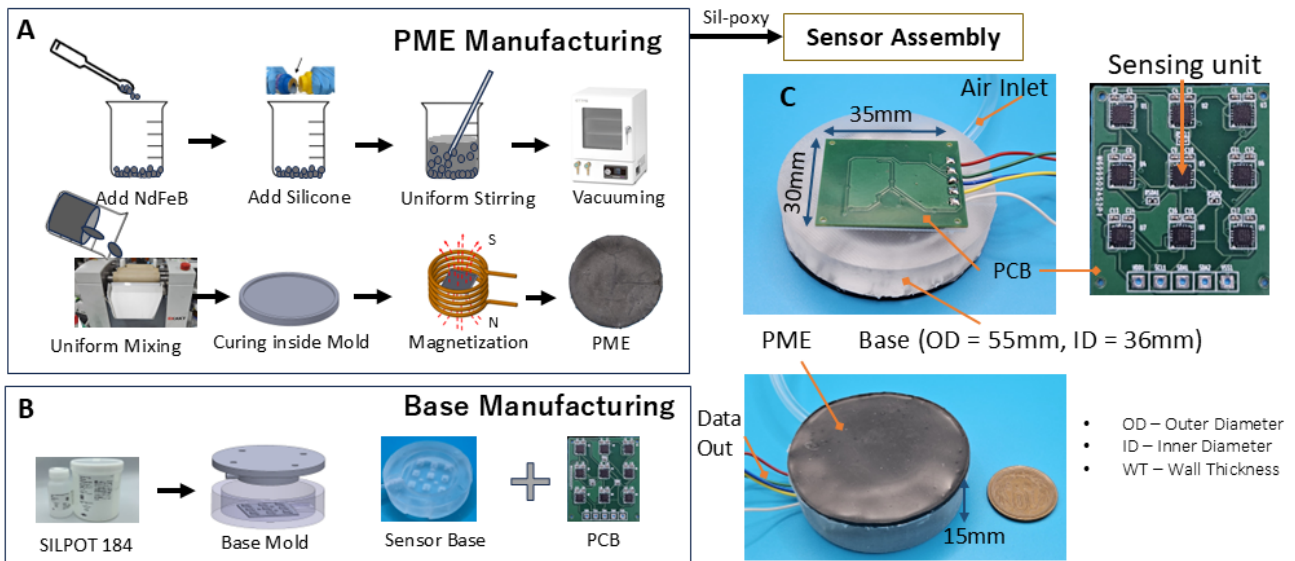 A
PME Manufacturing
Add NdFeB
Add Silicone
Uniform Stirring
Vacuuming
Uniform Mixing
Curing inside Mold
S
N
Magnetization
PME
B
Base Manufacturing
SILPOT 184
Base Mold
Sensor Base
PCB
Sil-poxy
Sensor Assembly
C
Air Inlet
35mm
30mm
Sensing unit
PCB
PME
Base (OD = 55mm, ID = 36mm)
Data
Out
15mm
• OD – Outer Diameter
• ID – Inner Diameter
• WT – Wall Thickness